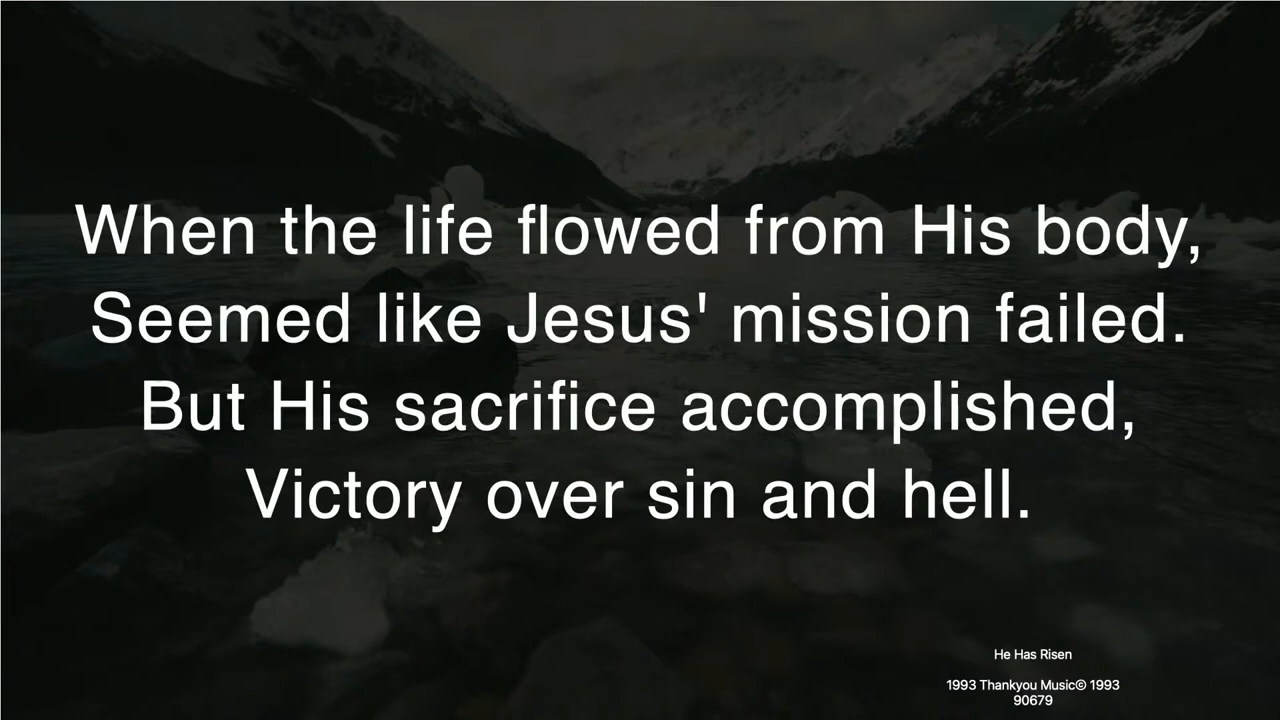 When the life flowed from His body,
Seemed like Jesus' mission failed.
But His sacrifice accomplished,
Victory over sin and hell.
He Has Risen
1993 Thankyou Music© 1993
90679